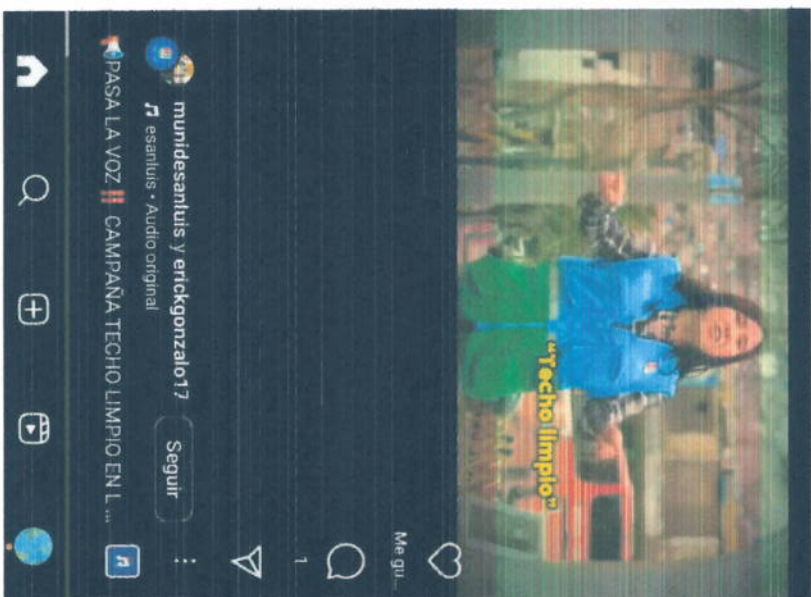 “Techo limpio”
Me gu...
1
munidesanluis y erickgonzalo17
Seguir
esanluis • Audio original
PASA LA VOZ‼️ CAMPAÑA TECHO LIMPIO EN L...